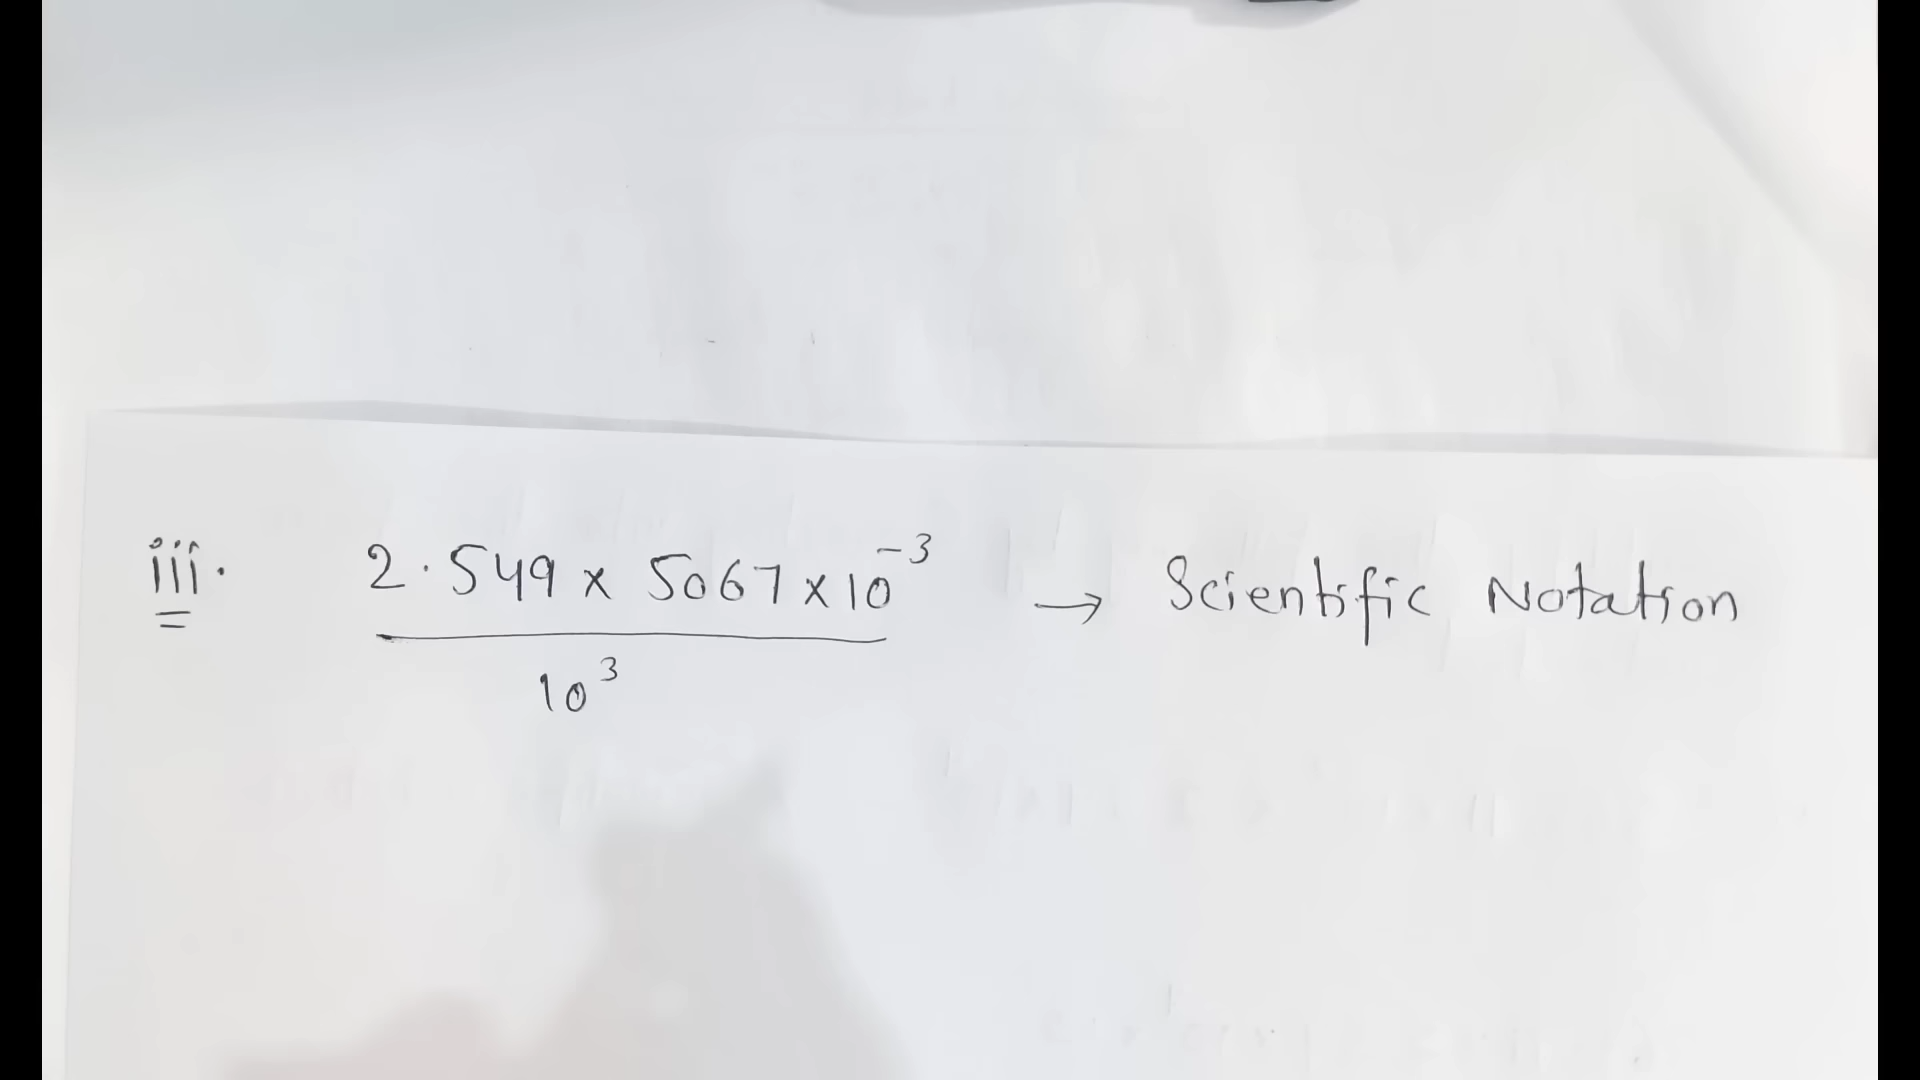 iii. 2.549 x 5067 x 10^-3 → Scientific Notation
10^3